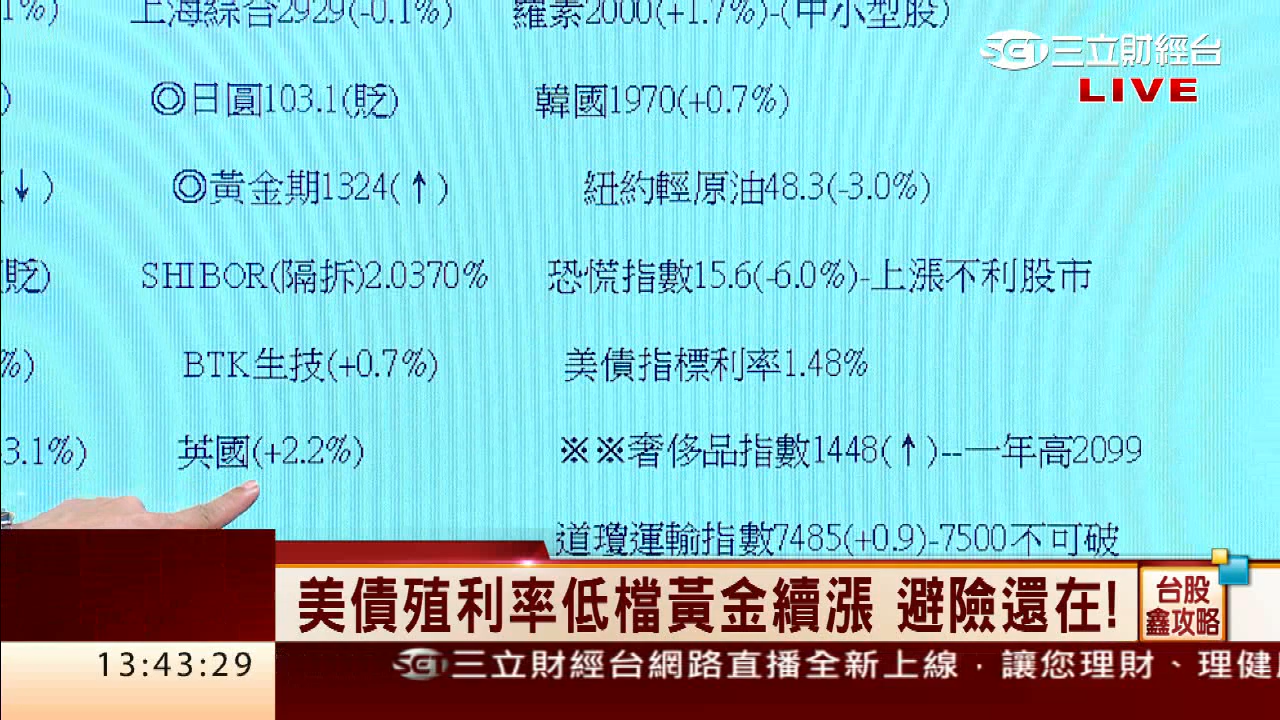 1%) 上海綜合2929(-0.1%) 羅素2000(+1.7%)-(中小型股)
SET 三立財經台
LIVE
) ◎日圓103.1(貶) 韓國1970(+0.7%)
(↓) ◎黃金期1324(↑) 紐約輕原油48.3(-3.0%)
(貶) SHIBOR(隔拆)2.0370% 恐慌指數15.6(-6.0%)-上漲不利股市
%) BTK生技(+0.7%) 美債指標利率1.48%
3.1%) 英國(+2.2%) ※※奢侈品指數1448(↑)--一年高2099
道瓊運輸指數7485(+0.9)-7500不可破
美債殖利率低檔黃金續漲 避險還在!
台股
鑫攻略
13:43:29
SET 三立財經台網路直播全新上線，讓您理財、理健